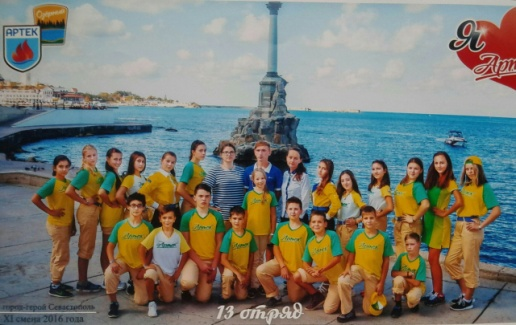 АРТЕК
Я
Арт
город-герой Севастополь
XI смена 2016 года
13 отряд